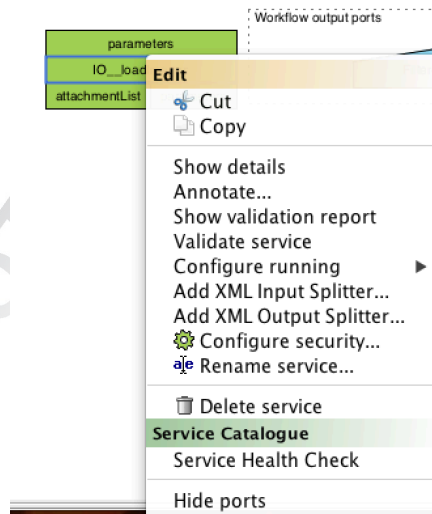 Workflow output ports
parameters
IO__load
attachmentList
Edit
Cut
Copy
Show details
Annotate...
Show validation report
Validate service
Configure running
Add XML Input Splitter...
Add XML Output Splitter...
Configure security...
Rename service...
Delete service
Service Catalogue
Service Health Check
Hide ports